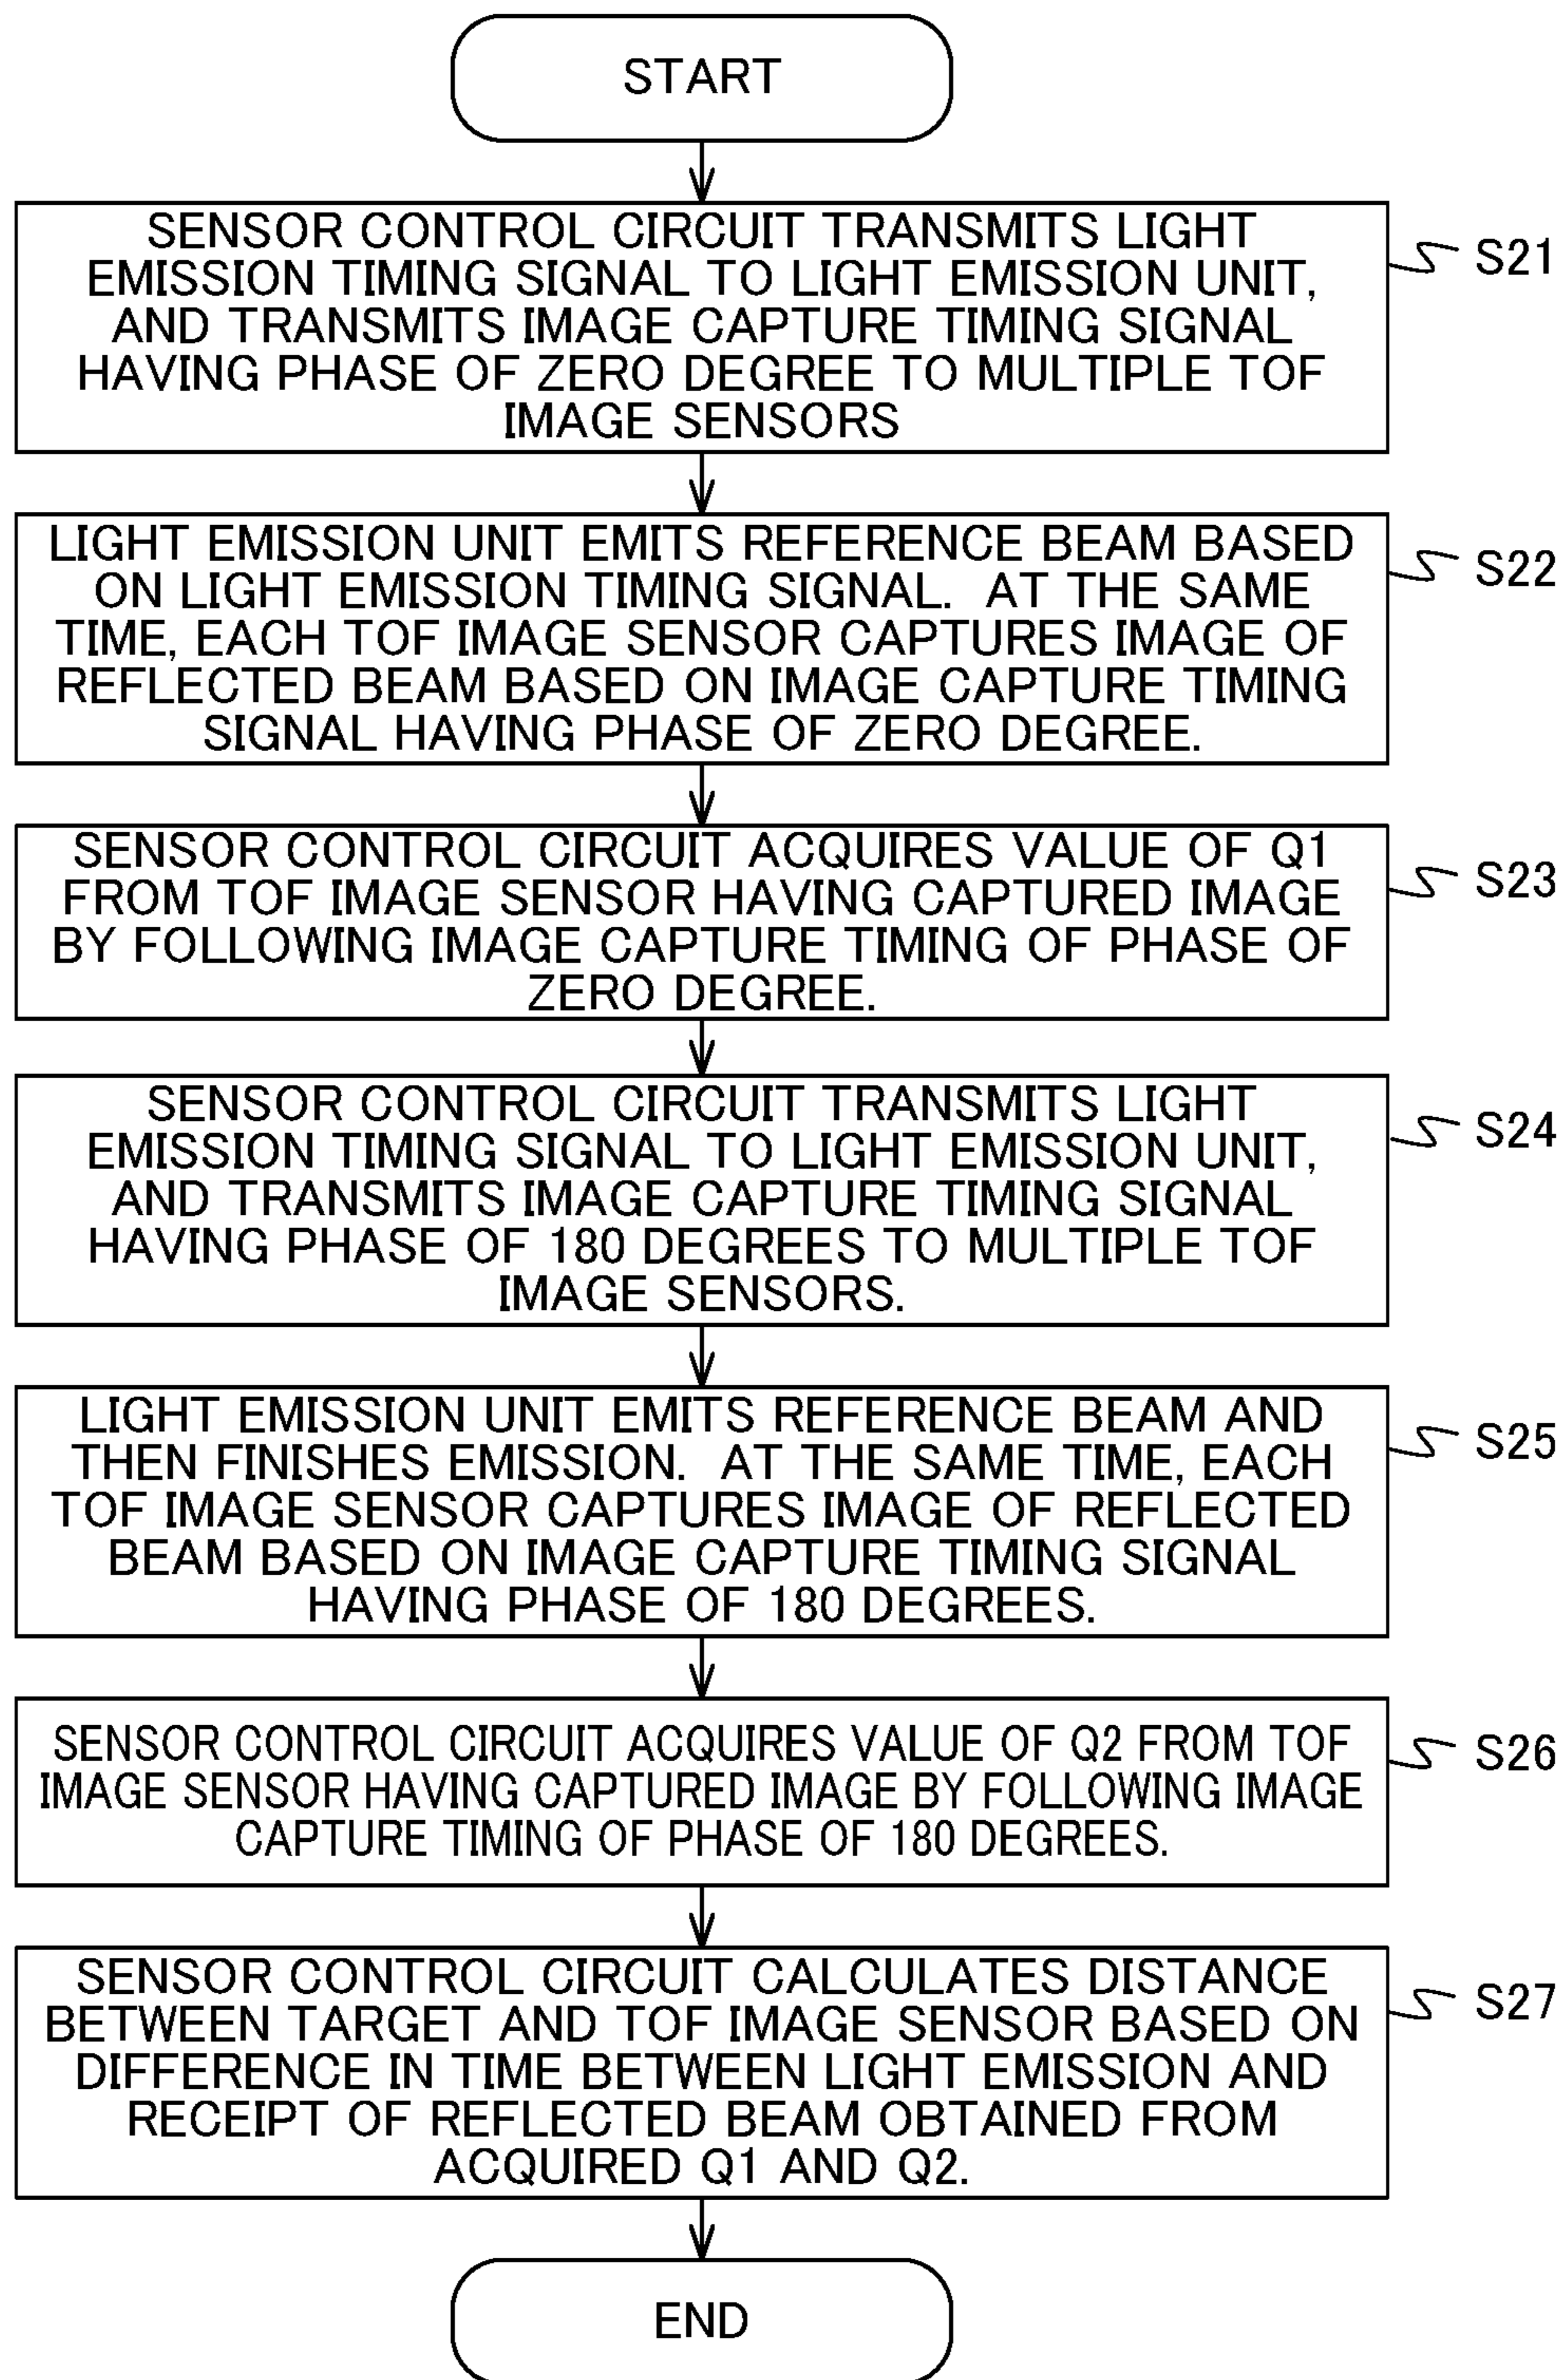 START
SENSOR CONTROL CIRCUIT TRANSMITS LIGHT
EMISSION TIMING SIGNAL TO LIGHT EMISSION UNIT,
AND TRANSMITS IMAGE CAPTURE TIMING SIGNAL
HAVING PHASE OF ZERO DEGREE TO MULTIPLE TOF
IMAGE SENSORS
S21
LIGHT EMISSION UNIT EMITS REFERENCE BEAM BASED
ON LIGHT EMISSION TIMING SIGNAL. AT THE SAME
TIME, EACH TOF IMAGE SENSOR CAPTURES IMAGE OF
REFLECTED BEAM BASED ON IMAGE CAPTURE TIMING
SIGNAL HAVING PHASE OF ZERO DEGREE.
S22
SENSOR CONTROL CIRCUIT ACQUIRES VALUE OF Q1
FROM TOF IMAGE SENSOR HAVING CAPTURED IMAGE
BY FOLLOWING IMAGE CAPTURE TIMING OF PHASE OF
ZERO DEGREE.
S23
SENSOR CONTROL CIRCUIT TRANSMITS LIGHT
EMISSION TIMING SIGNAL TO LIGHT EMISSION UNIT,
AND TRANSMITS IMAGE CAPTURE TIMING SIGNAL
HAVING PHASE OF 180 DEGREES TO MULTIPLE TOF
IMAGE SENSORS.
S24
LIGHT EMISSION UNIT EMITS REFERENCE BEAM AND
THEN FINISHES EMISSION. AT THE SAME TIME, EACH
TOF IMAGE SENSOR CAPTURES IMAGE OF REFLECTED
BEAM BASED ON IMAGE CAPTURE TIMING SIGNAL
HAVING PHASE OF 180 DEGREES.
S25
SENSOR CONTROL CIRCUIT ACQUIRES VALUE OF Q2 FROM TOF
IMAGE SENSOR HAVING CAPTURED IMAGE BY FOLLOWING IMAGE
CAPTURE TIMING OF PHASE OF 180 DEGREES.
S26
SENSOR CONTROL CIRCUIT CALCULATES DISTANCE
BETWEEN TARGET AND TOF IMAGE SENSOR BASED ON
DIFFERENCE IN TIME BETWEEN LIGHT EMISSION AND
RECEIPT OF REFLECTED BEAM OBTAINED FROM
ACQUIRED Q1 AND Q2.
S27
END